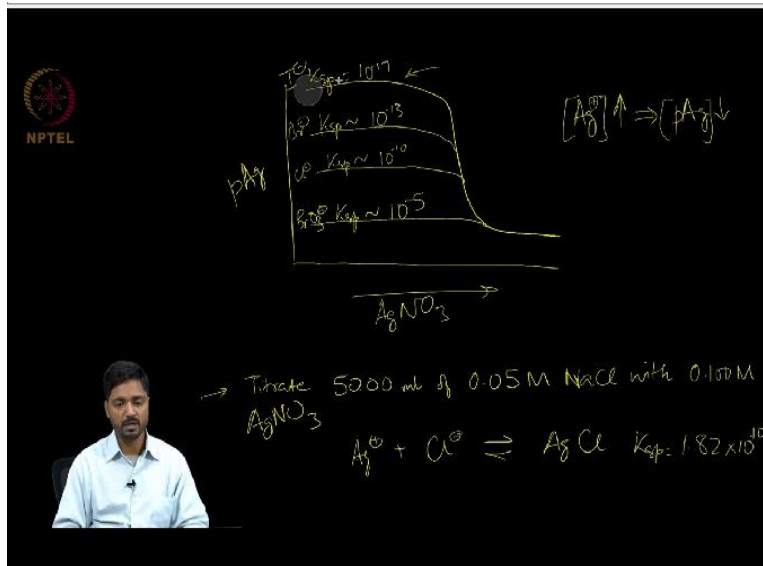 I⊖ Ksp = 10^-17 ←
Br⊖ Ksp ~ 10^-13
Cl⊖ Ksp ~ 10^-10
BrO3⊖ Ksp ~ 10^-5
pAg
AgNO3
[Ag⊕] ↑ ⇒ [pAg] ↓
NPTEL
→ Titrate 50.00 ml of 0.05 M NaCl with 0.100 M
AgNO3
Ag⊕ + Cl⊖ ⇌ AgCl Ksp = 1.82 × 10^-10